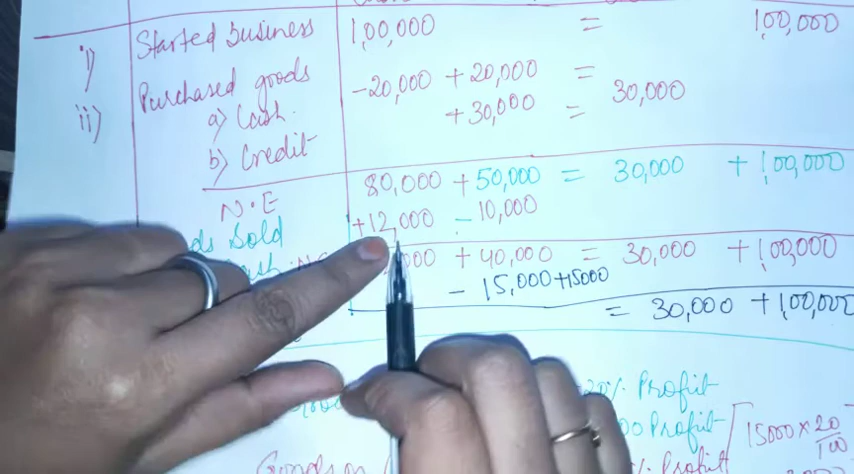 i) Started business 1,00,000 = 1,00,000
ii) Purchased goods
a) Cash. -20,000 + 20,000 =
b) Credit + 30,000 = 30,000
N.E 80,000 + 50,000 = 30,000 + 1,00,000
Sold +12,000 - 10,000
000 + 40,000 = 30,000 + 1,00,000
- 15,000 + 15000
= 30,000 + 1,00,000
20% Profit
00 Profit [15000 × 20/100
Goods on % Profit